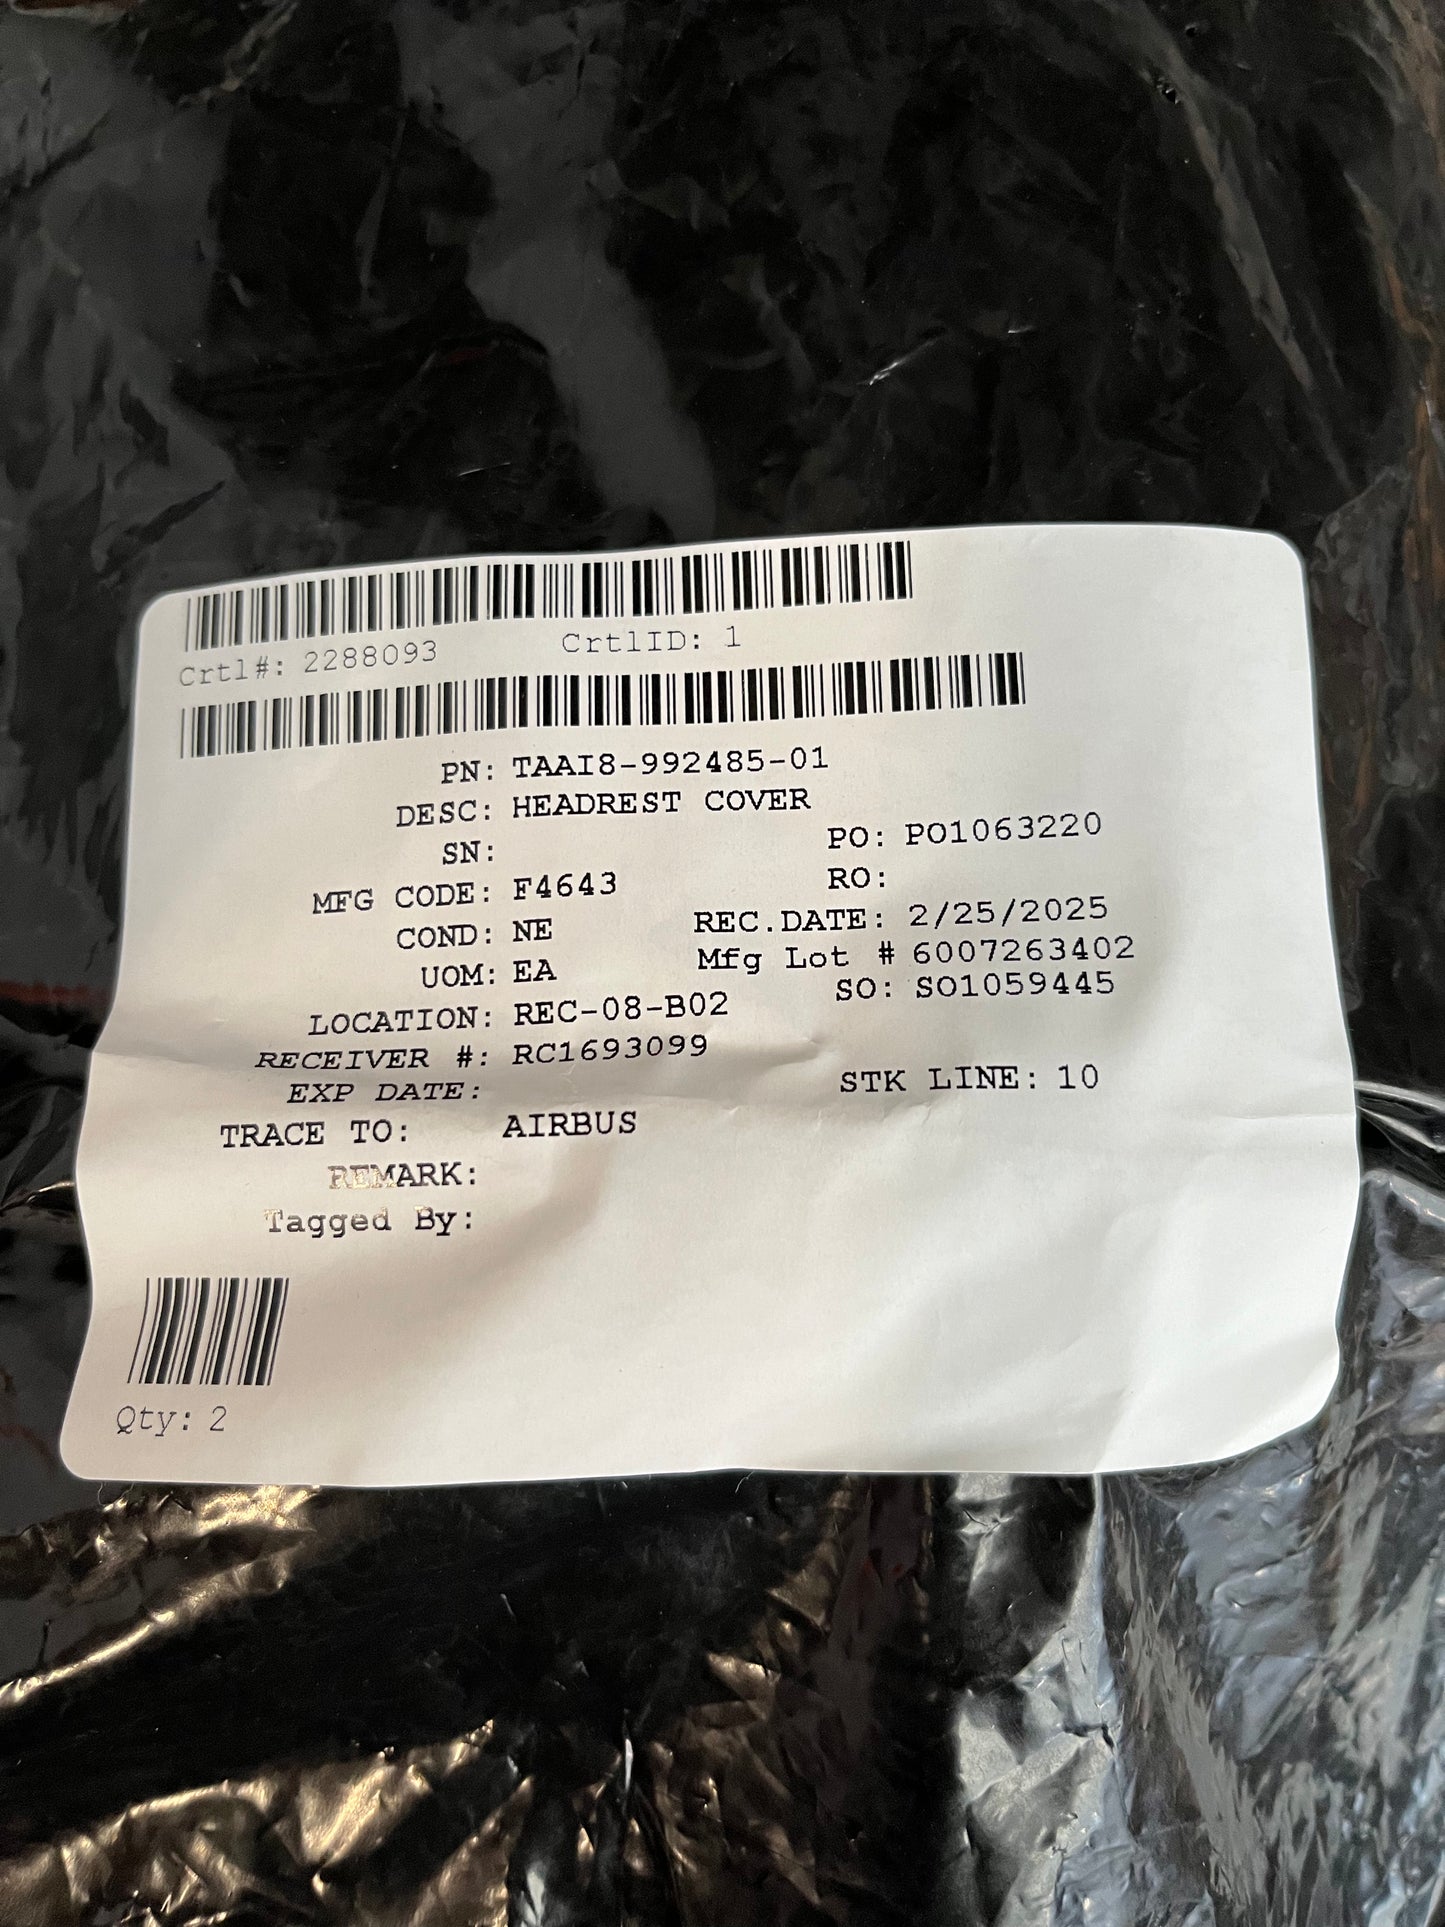 Crtl#: 2288093 CrtlID: 1
PN: TAAI8-992485-01
DESC: HEADREST COVER
SN: PO: PO1063220
MFG CODE: F4643 RO:
COND: NE REC.DATE: 2/25/2025
UOM: EA Mfg Lot # 6007263402
LOCATION: REC-08-B02 SO: SO1059445
RECEIVER #: RC1693099
EXP DATE: STK LINE: 10
TRACE TO: AIRBUS
REMARK:
Tagged By:
Qty: 2